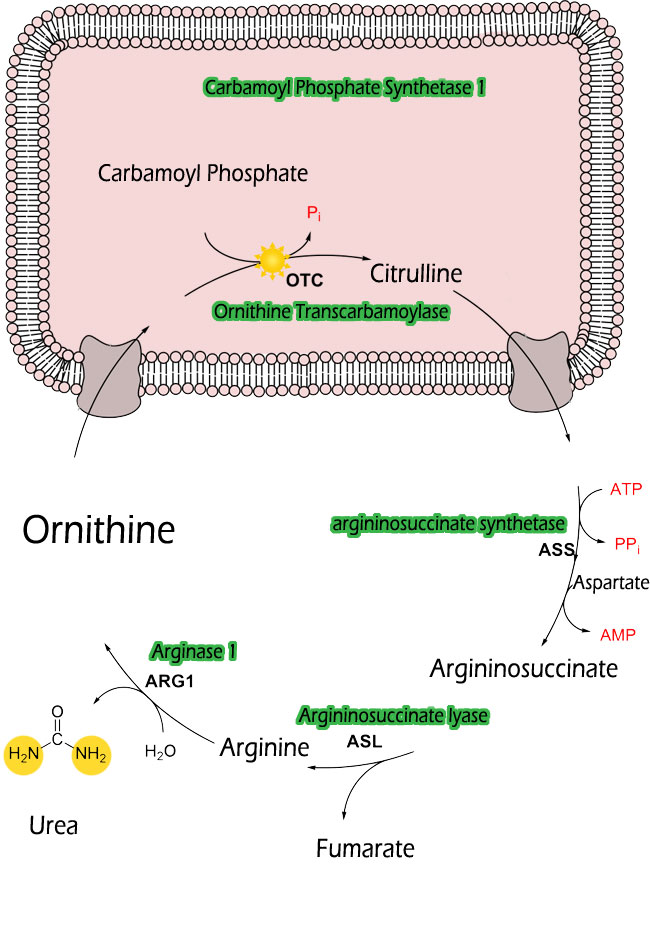 Carbamoyl Phosphate Synthetase 1
Carbamoyl Phosphate
Pi
OTC
Citrulline
Ornithine Transcarbamoylase
ATP
Ornithine
argininosuccinate synthetase
ASS
PPi
Aspartate
AMP
Arginase 1
Argininosuccinate
ARG1
Argininosuccinate lyase
O
C
H2N
NH2
H2O
Arginine
ASL
Urea
Fumarate